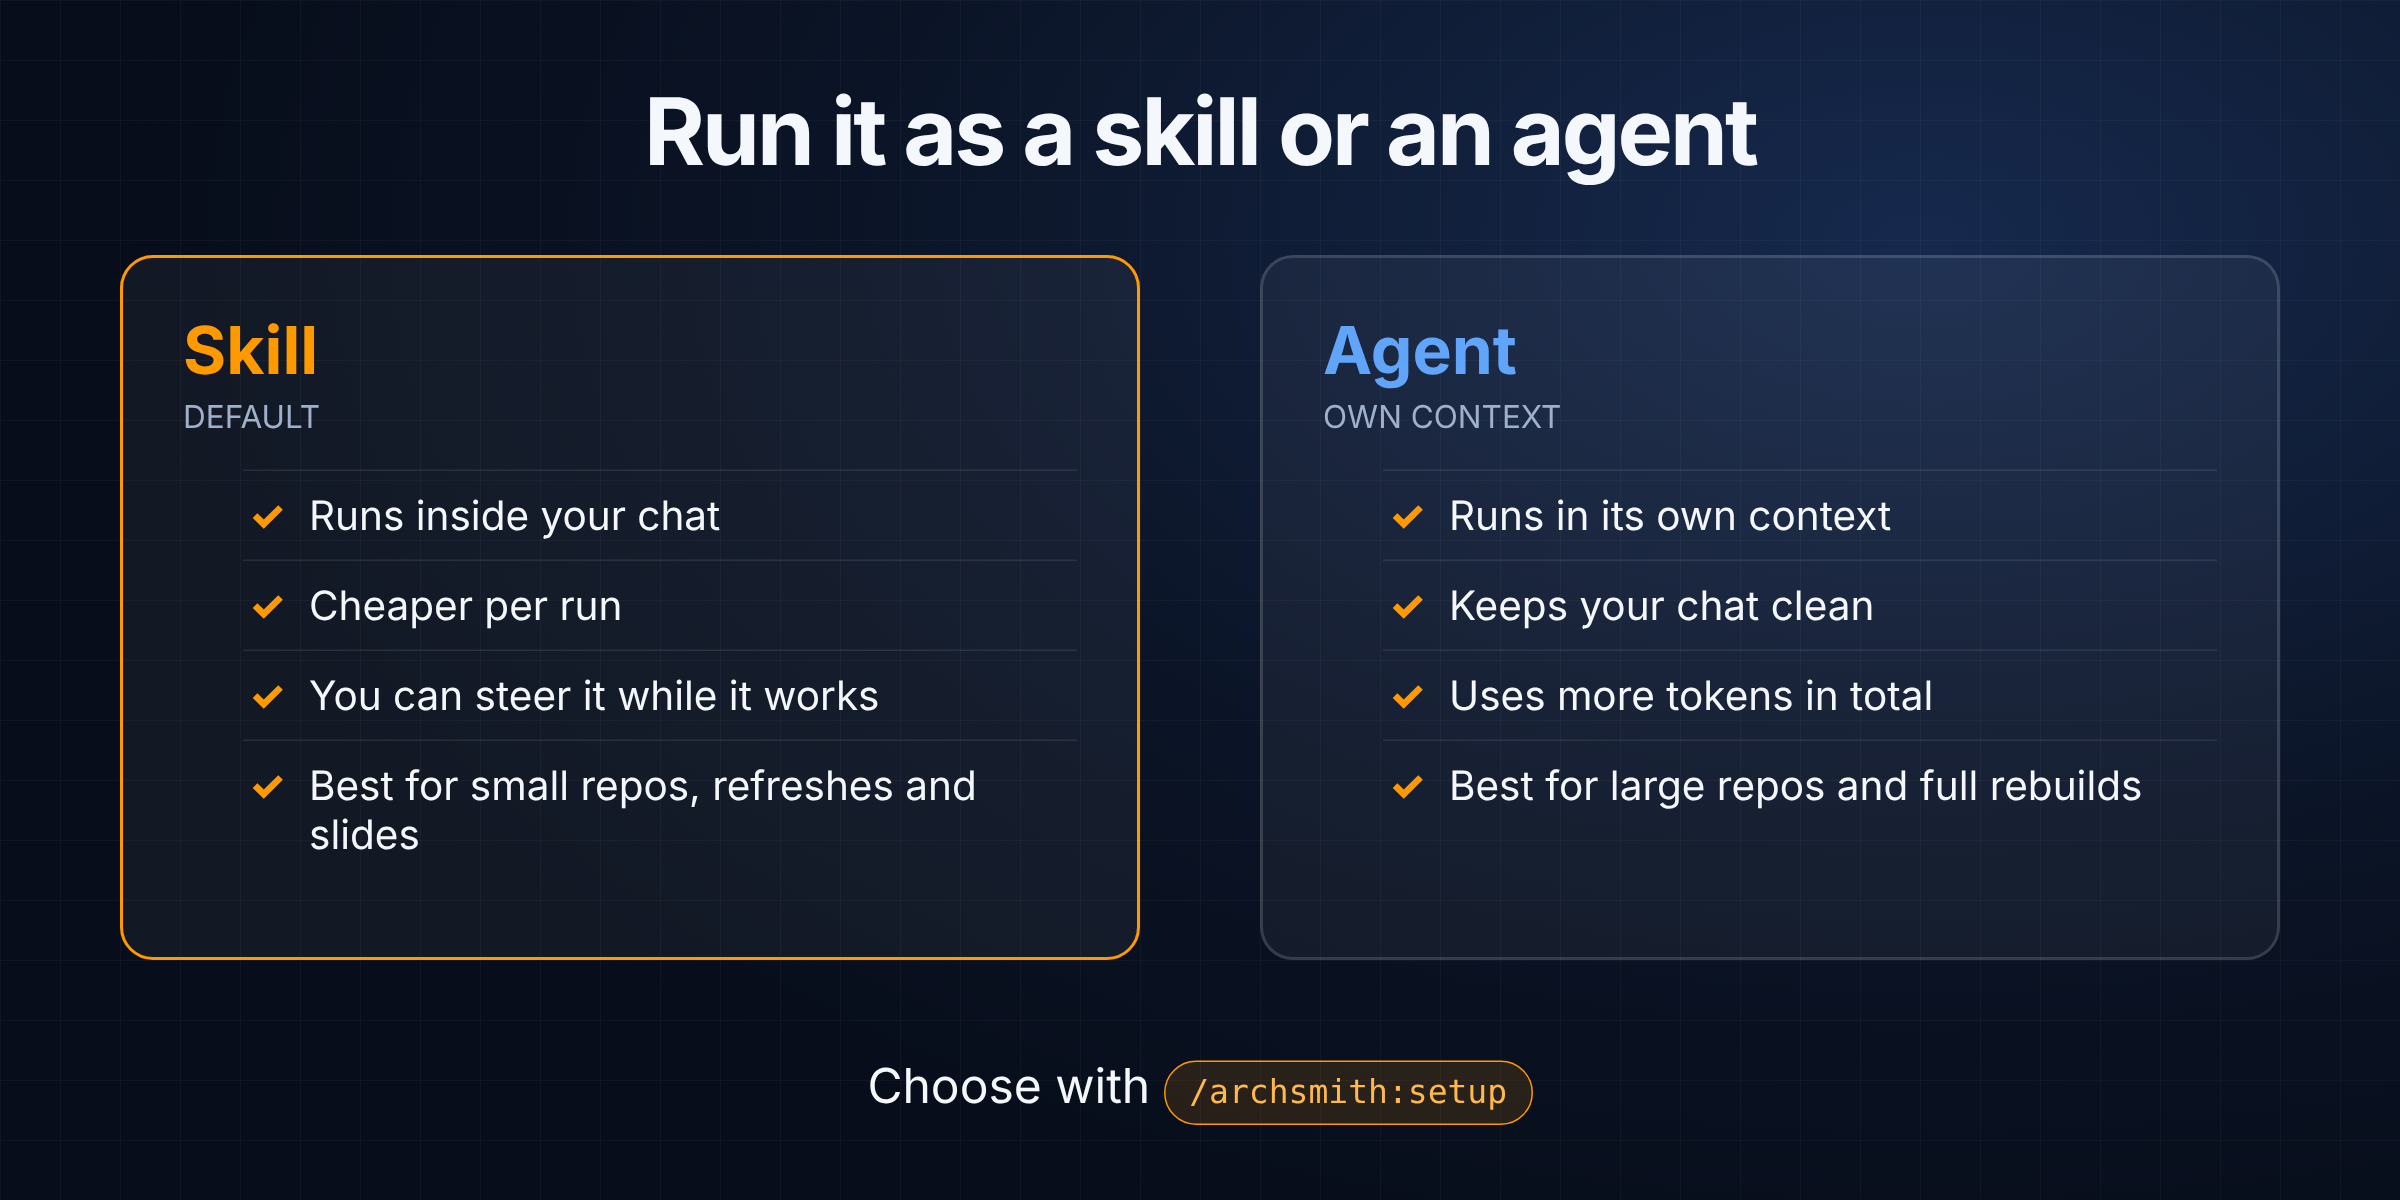 Run it as a skill or an agent
Skill
DEFAULT
Runs inside your chat
Cheaper per run
You can steer it while it works
Best for small repos, refreshes and
slides
Agent
OWN CONTEXT
Runs in its own context
Keeps your chat clean
Uses more tokens in total
Best for large repos and full rebuilds
Choose with /archsmith:setup